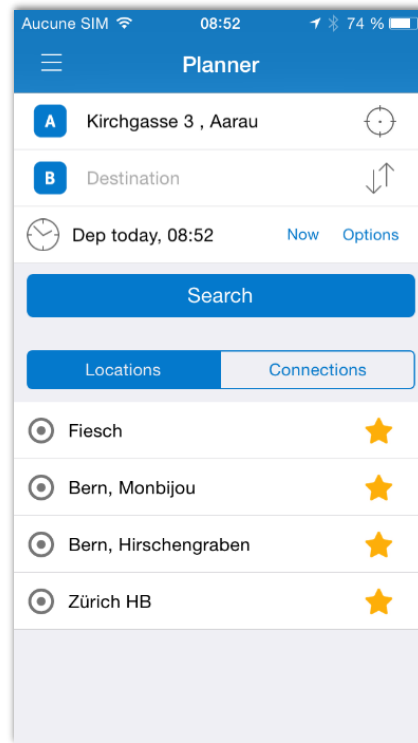 Aucune SIM 08:52 74 %
Planner
A Kirchgasse 3 , Aarau
B Destination
Dep today, 08:52 Now Options
Search
Locations Connections
Fiesch
Bern, Monbijou
Bern, Hirschengraben
Zürich HB